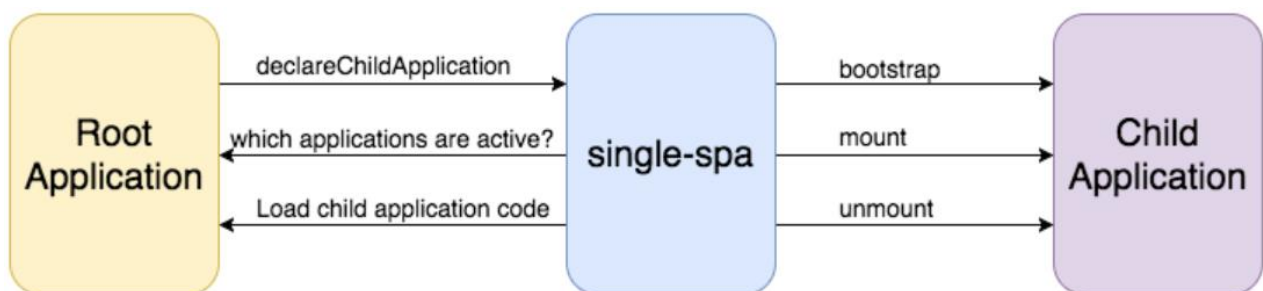 Root
Application
declareChildApplication
which applications are active?
Load child application code
single-spa
bootstrap
mount
unmount
Child
Application